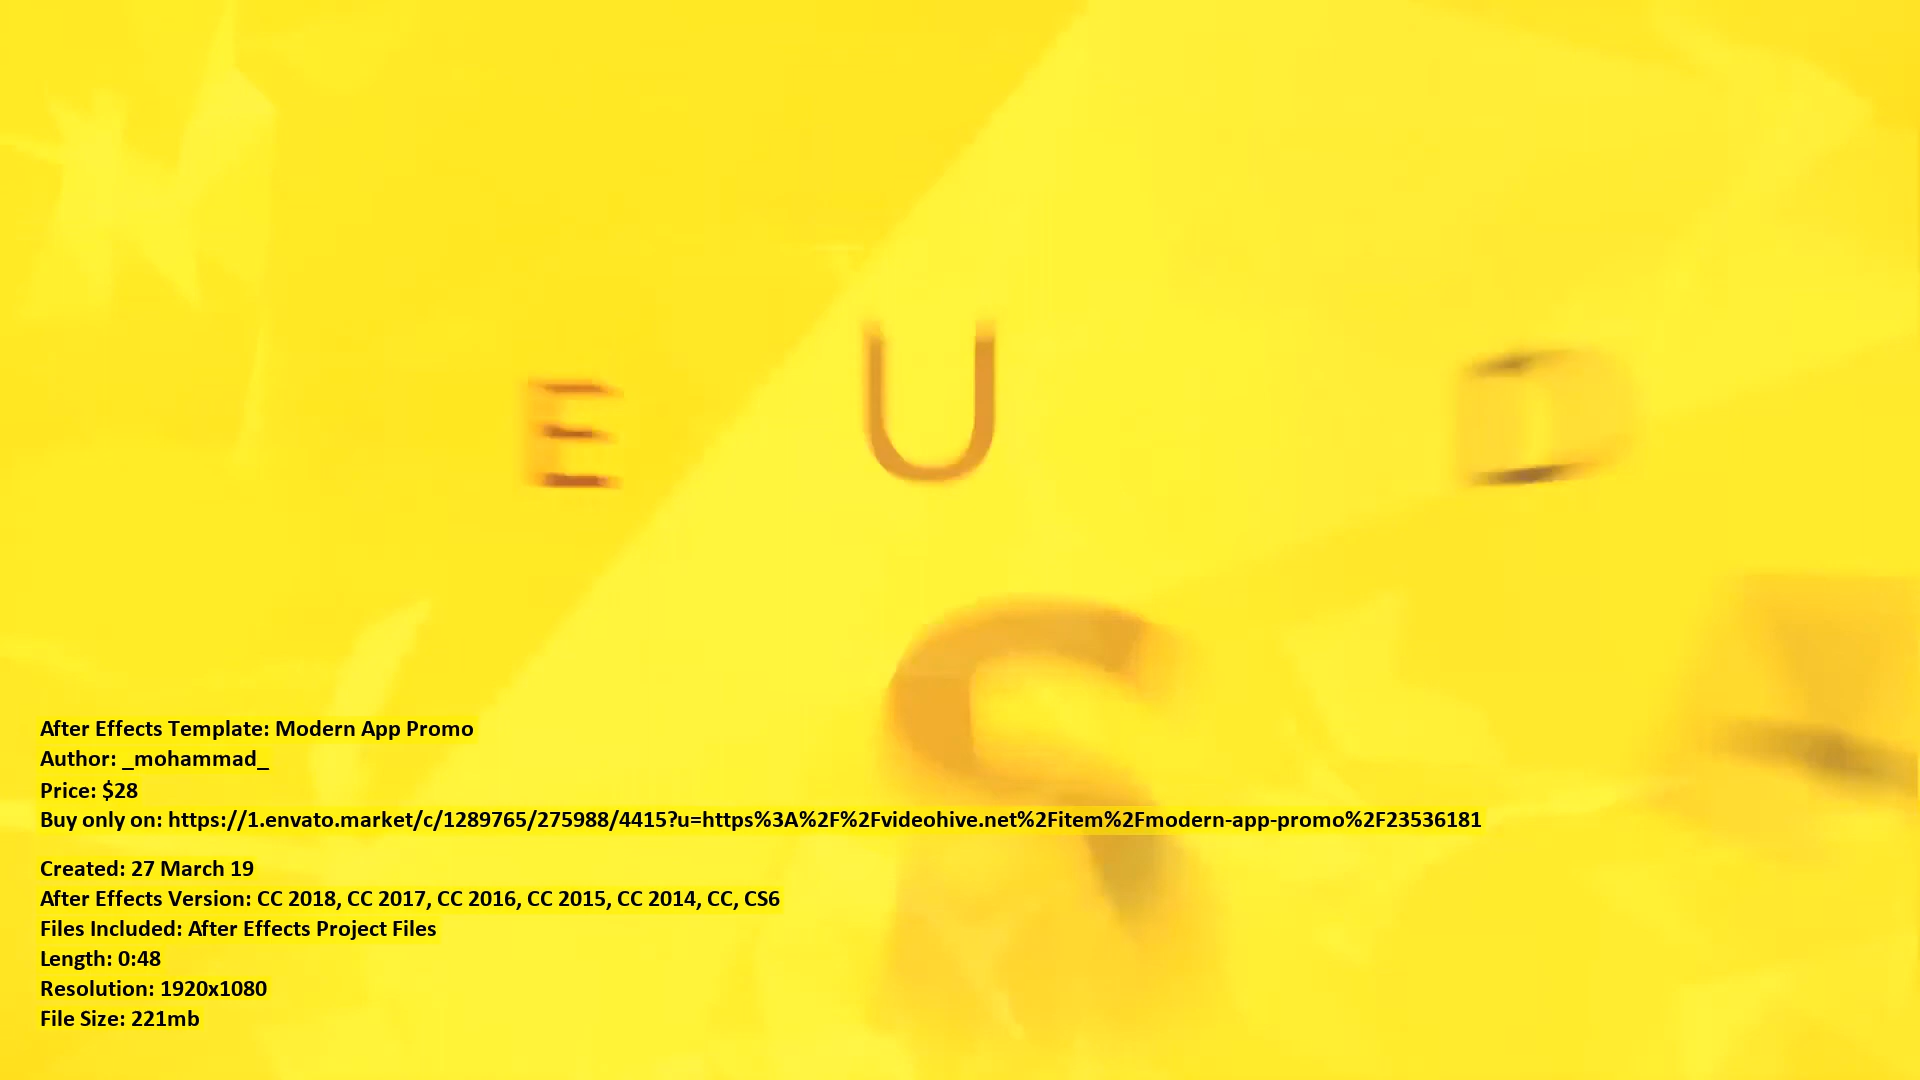 E U D
S
After Effects Template: Modern App Promo
Author: _mohammad_
Price: $28
Buy only on: https://1.envato.market/c/1289765/275988/4415?u=https%3A%2F%2Fvideohive.net%2Fitem%2Fmodern-app-promo%2F23536181
Created: 27 March 19
After Effects Version: CC 2018, CC 2017, CC 2016, CC 2015, CC 2014, CC, CS6
Files Included: After Effects Project Files
Length: 0:48
Resolution: 1920x1080
File Size: 221mb